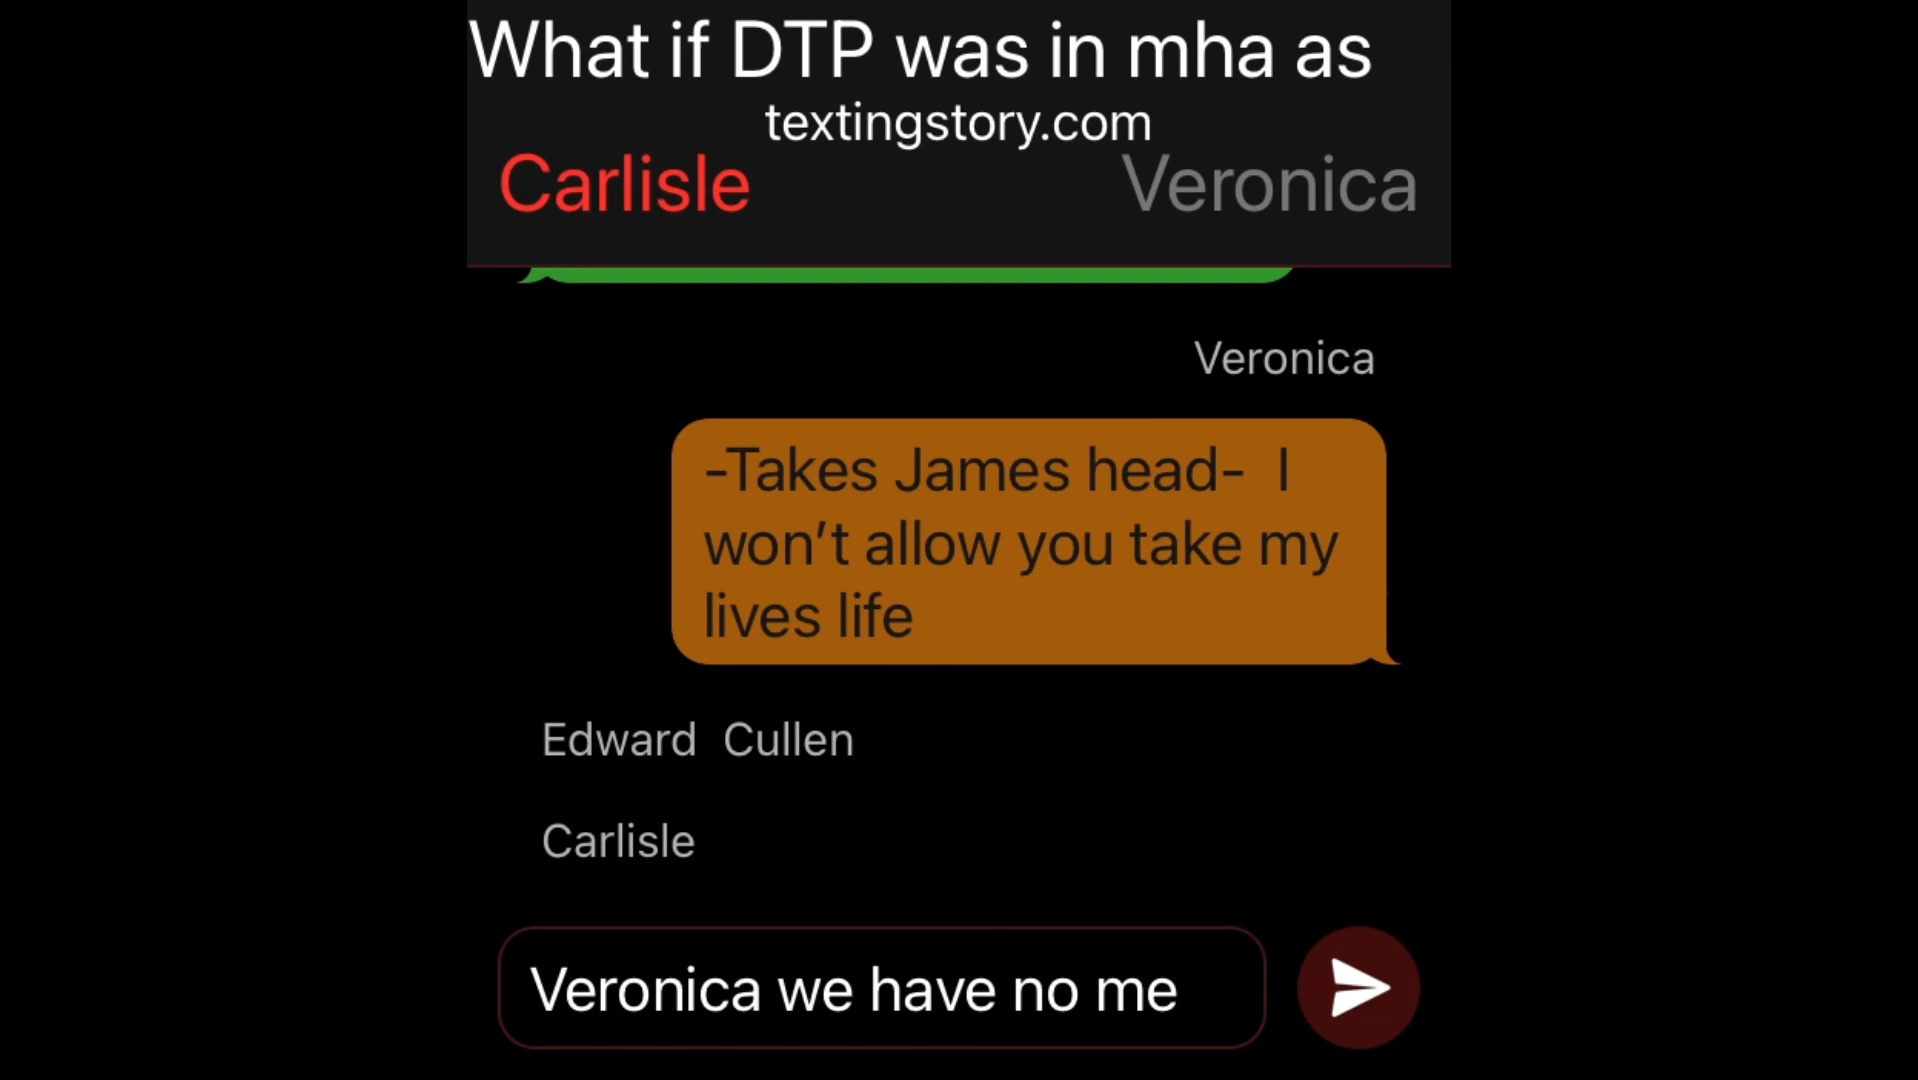 What if DTP was in mha as
textingstory.com
Carlisle Veronica
Veronica
-Takes James head- I
won’t allow you take my
lives life
Edward Cullen
Carlisle
Veronica we have no me